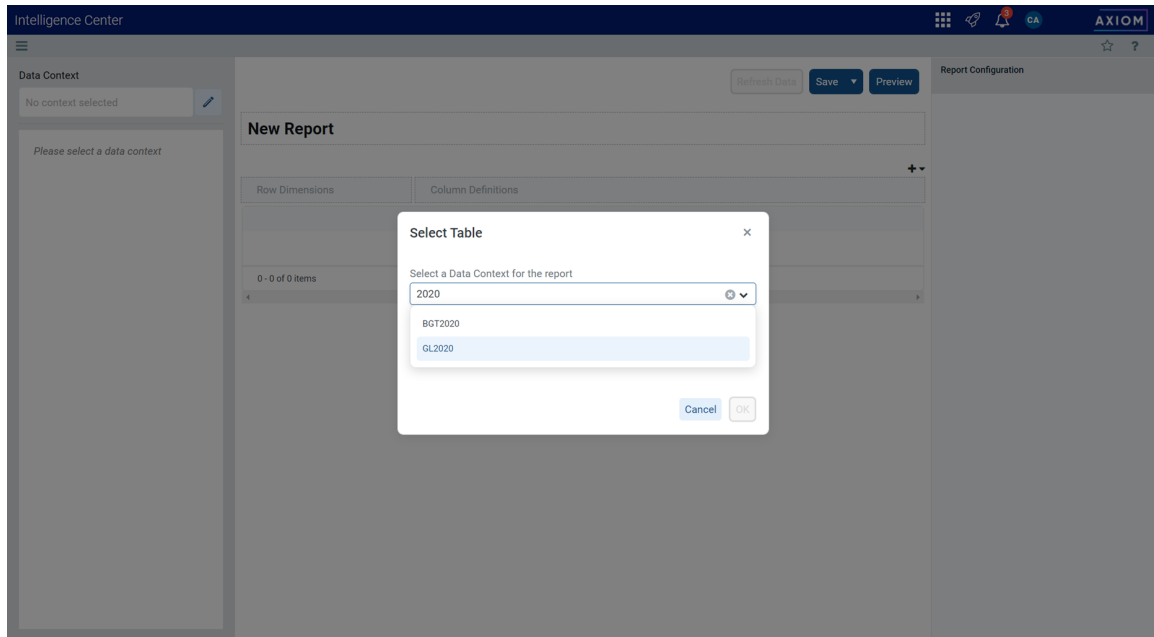 Intelligence Center
3
CA
AXIOM
?
Data Context
No context selected
Please select a data context
Refresh Data
Save
Preview
Report Configuration
New Report
Row Dimensions
Column Definitions
0 - 0 of 0 items
Select Table
Select a Data Context for the report
2020
BGT2020
GL2020
Cancel
OK